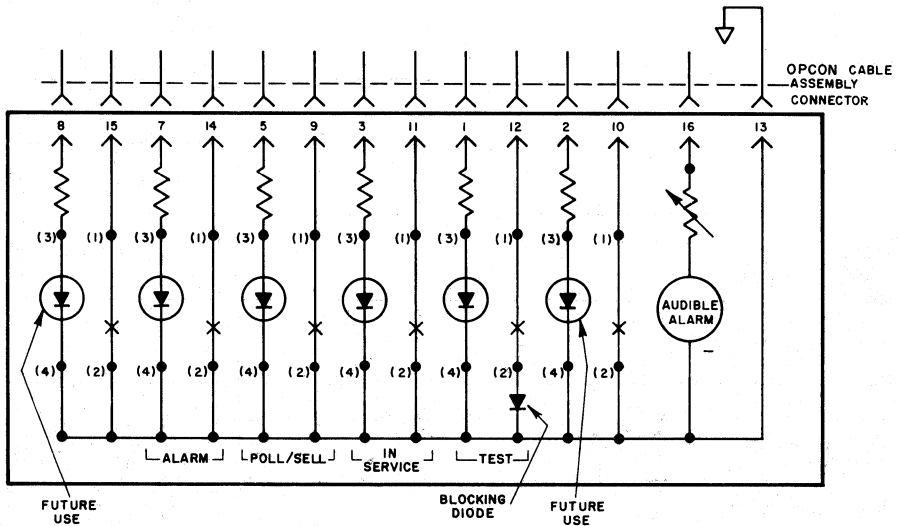 OPCON CABLE
ASSEMBLY
CONNECTOR
8 15 7 14 5 9 3 11 1 12 2 10 16 13
(3) (1) (3) (1) (3) (1) (3) (1) (3) (1) (3) (1)
AUDIBLE
ALARM
–
(4) (2) (4) (2) (4) (2) (4) (2) (4) (2) (4) (2)
ALARM
POLL/SELL
IN
SERVICE
TEST
FUTURE
USE
BLOCKING
DIODE
FUTURE
USE